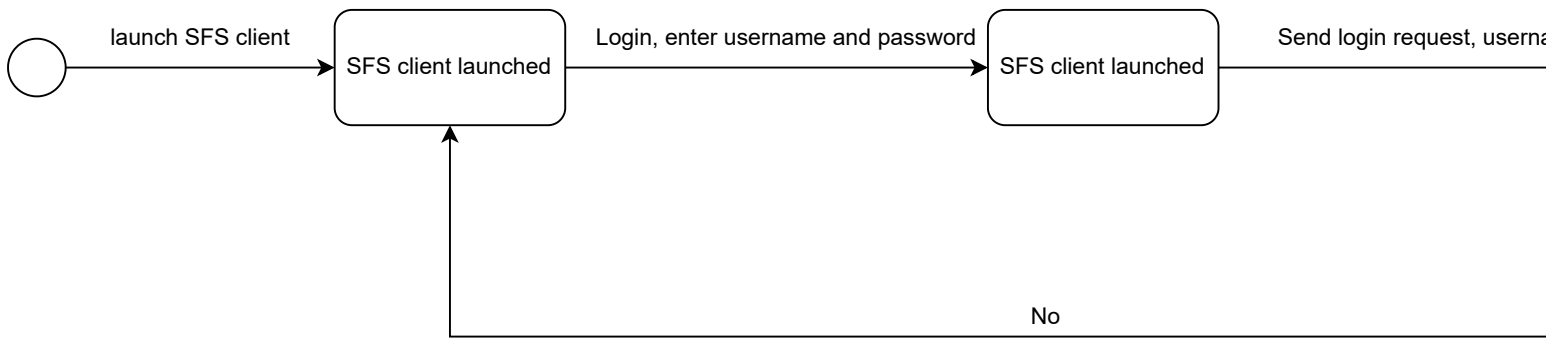 launch SFS client
SFS client launched
Login, enter username and password
SFS client launched
Send login request,
No